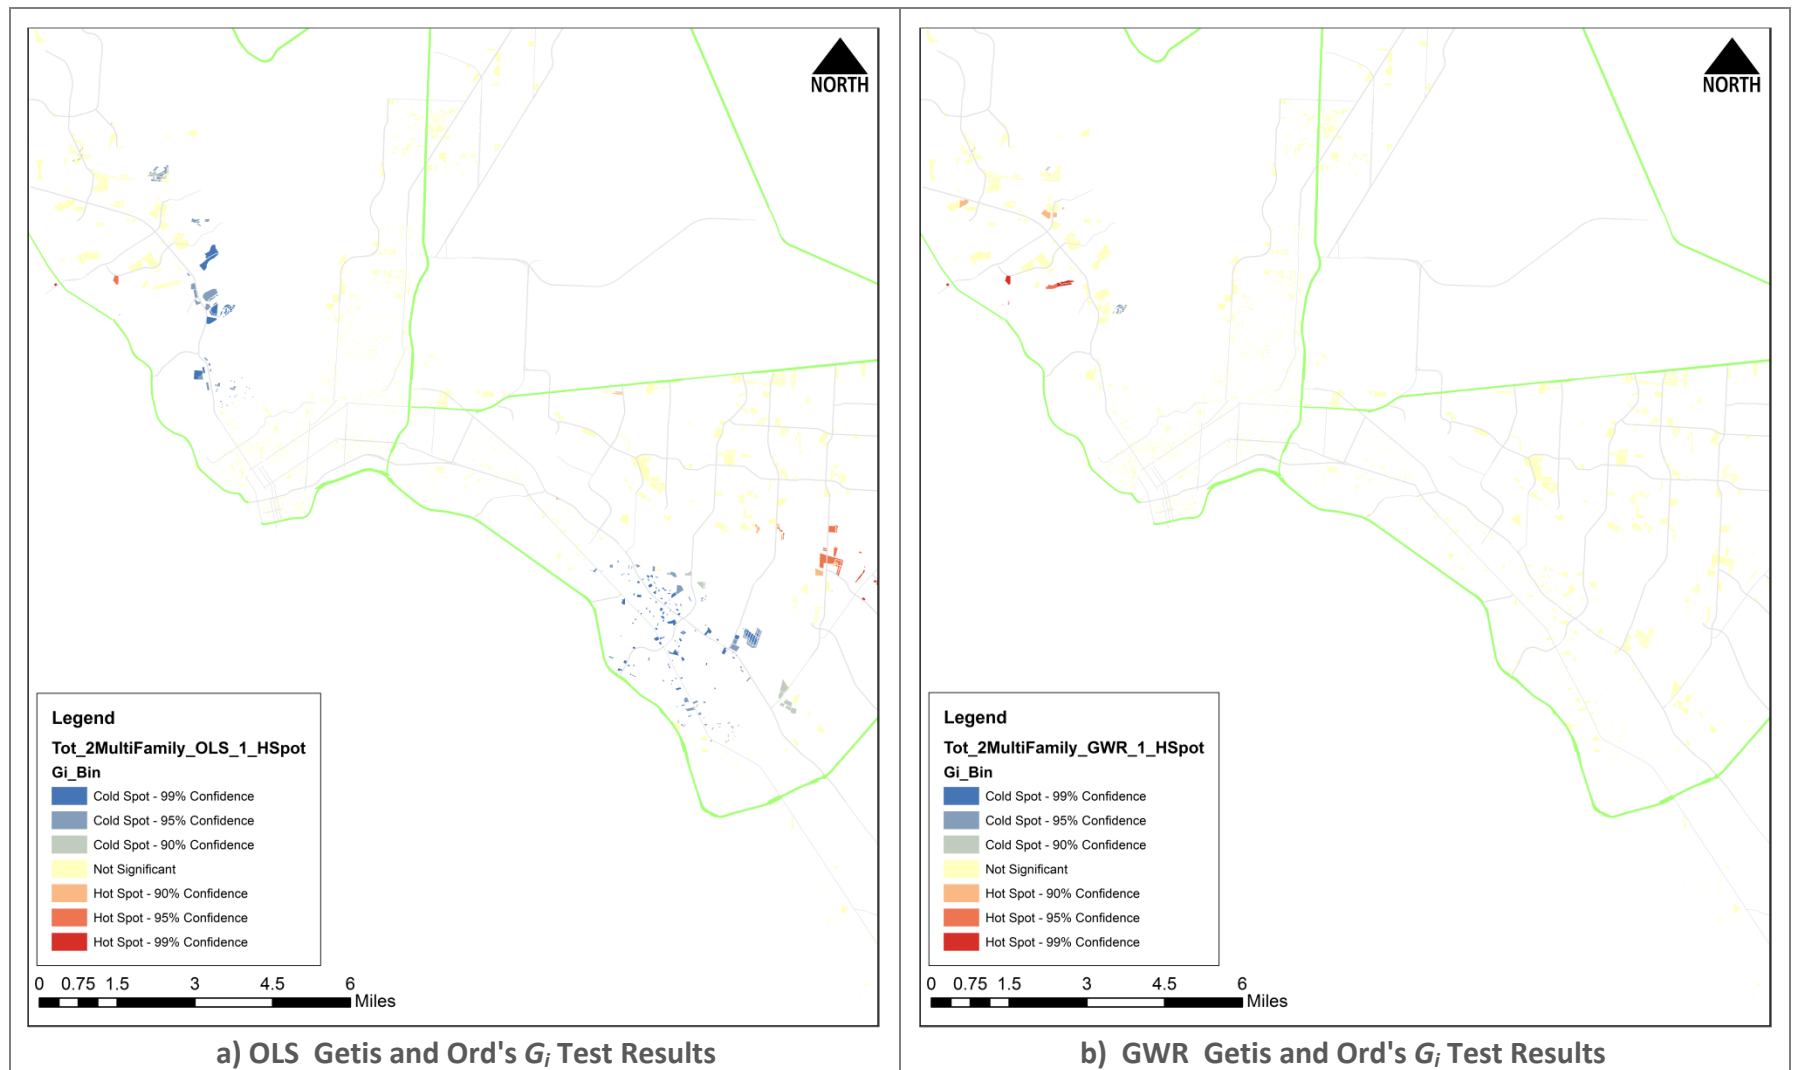 NORTH
Legend
Tot_2MultiFamily_OLS_1_HSpot
Gi_Bin
Cold Spot - 99% Confidence
Cold Spot - 95% Confidence
Cold Spot - 90% Confidence
Not Significant
Hot Spot - 90% Confidence
Hot Spot - 95% Confidence
Hot Spot - 99% Confidence
0 0.75 1.5 3 4.5 6
Miles
a) OLS Getis and Ord's Gi Test Results
NORTH
Legend
Tot_2MultiFamily_GWR_1_HSpot
Gi_Bin
Cold Spot - 99% Confidence
Cold Spot - 95% Confidence
Cold Spot - 90% Confidence
Not Significant
Hot Spot - 90% Confidence
Hot Spot - 95% Confidence
Hot Spot - 99% Confidence
0 0.75 1.5 3 4.5 6
Miles
b) GWR Getis and Ord's Gi Test Results